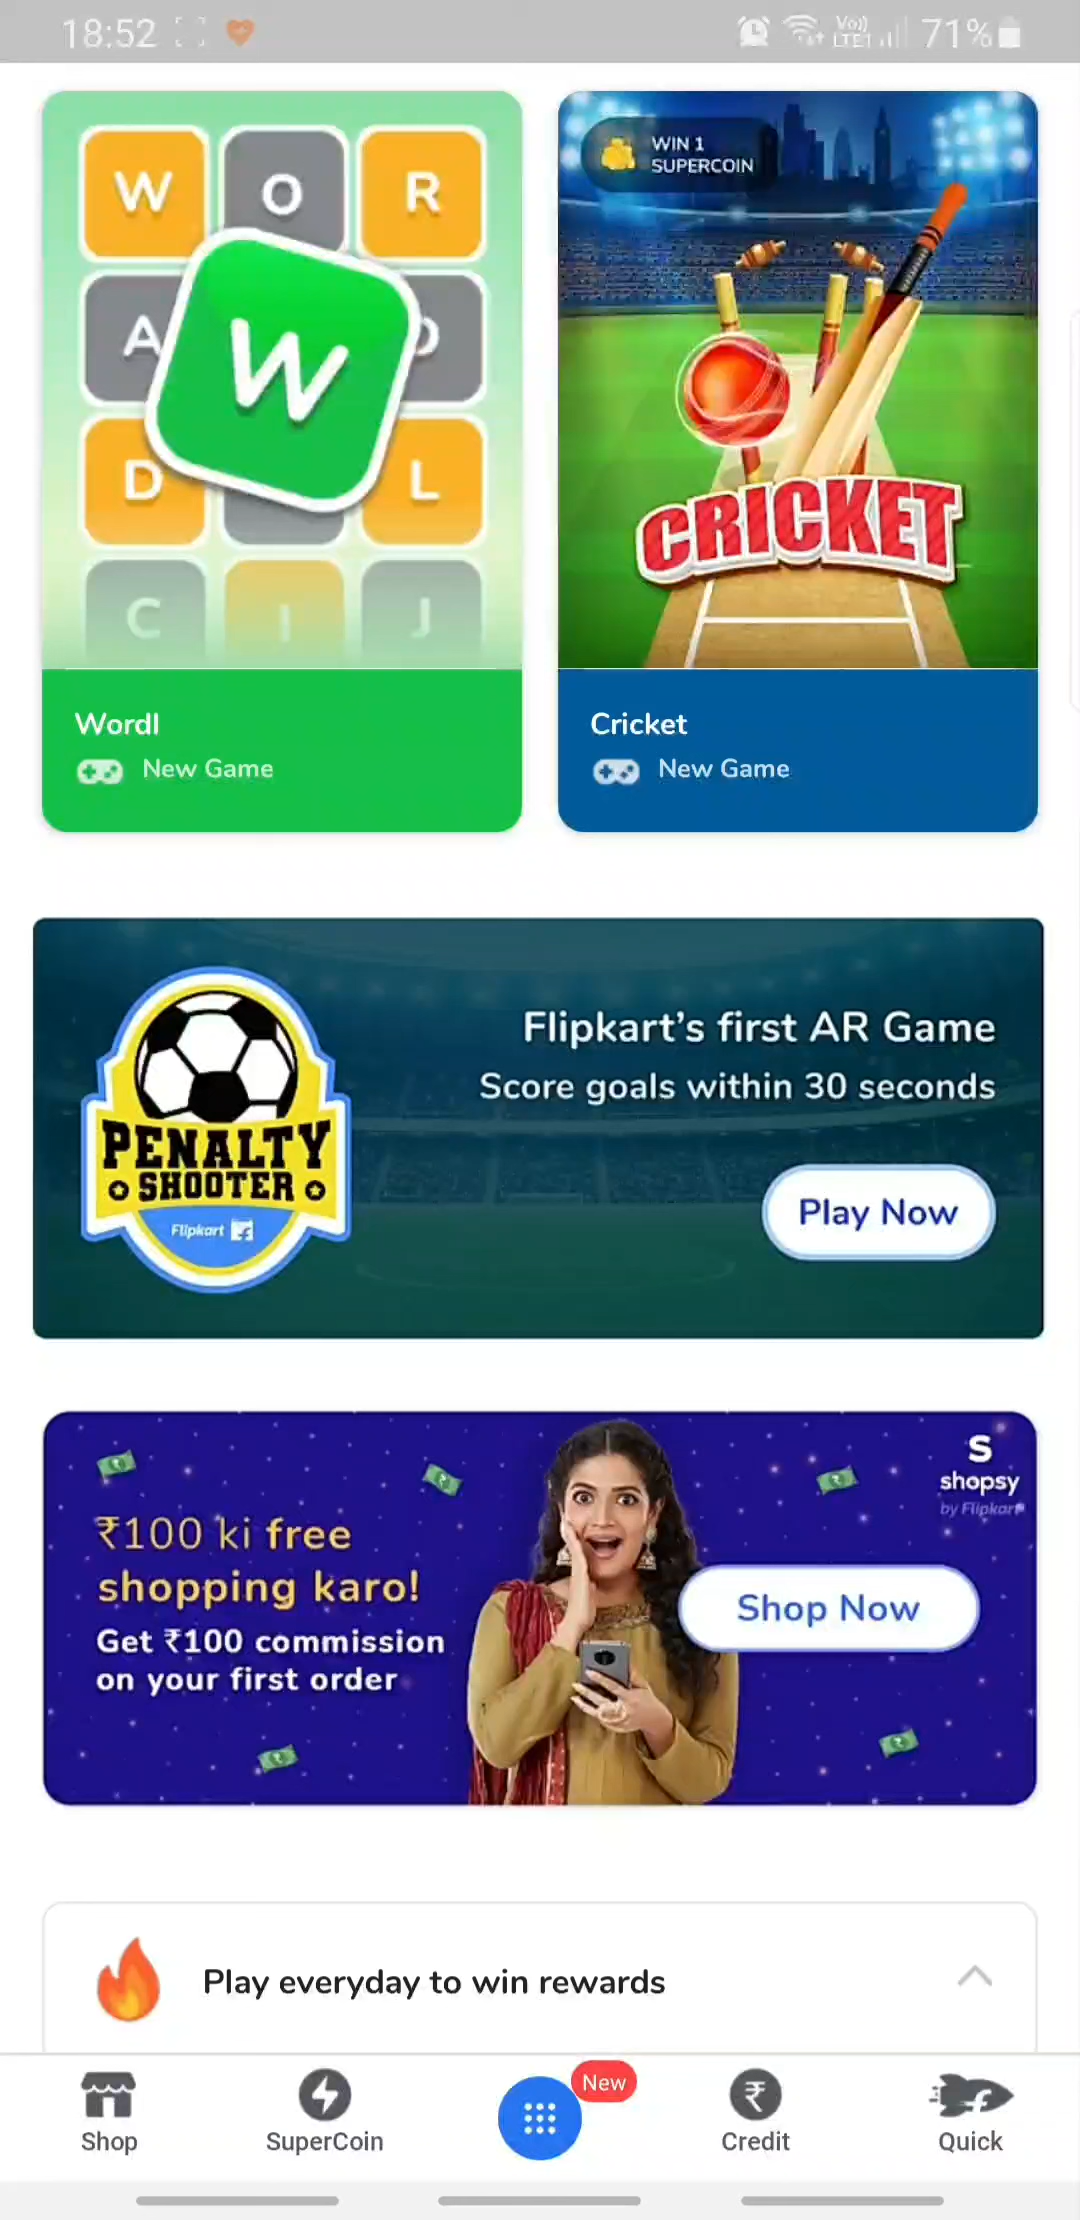 18:52
Vo))
LTE1
71%
W O R
A D
W
D L
C I J
WIN 1
SUPERCOIN
CRICKET
Wordl
New Game
Cricket
New Game
Flipkart's first AR Game
Score goals within 30 seconds
PENALTY
SHOOTER
Flipkart
Play Now
S
shopsy
by Flipkart
₹100 ki free
shopping karo!
Shop Now
Get ₹100 commission
on your first order
Play everyday to win rewards
New
Shop
SuperCoin
Credit
Quick